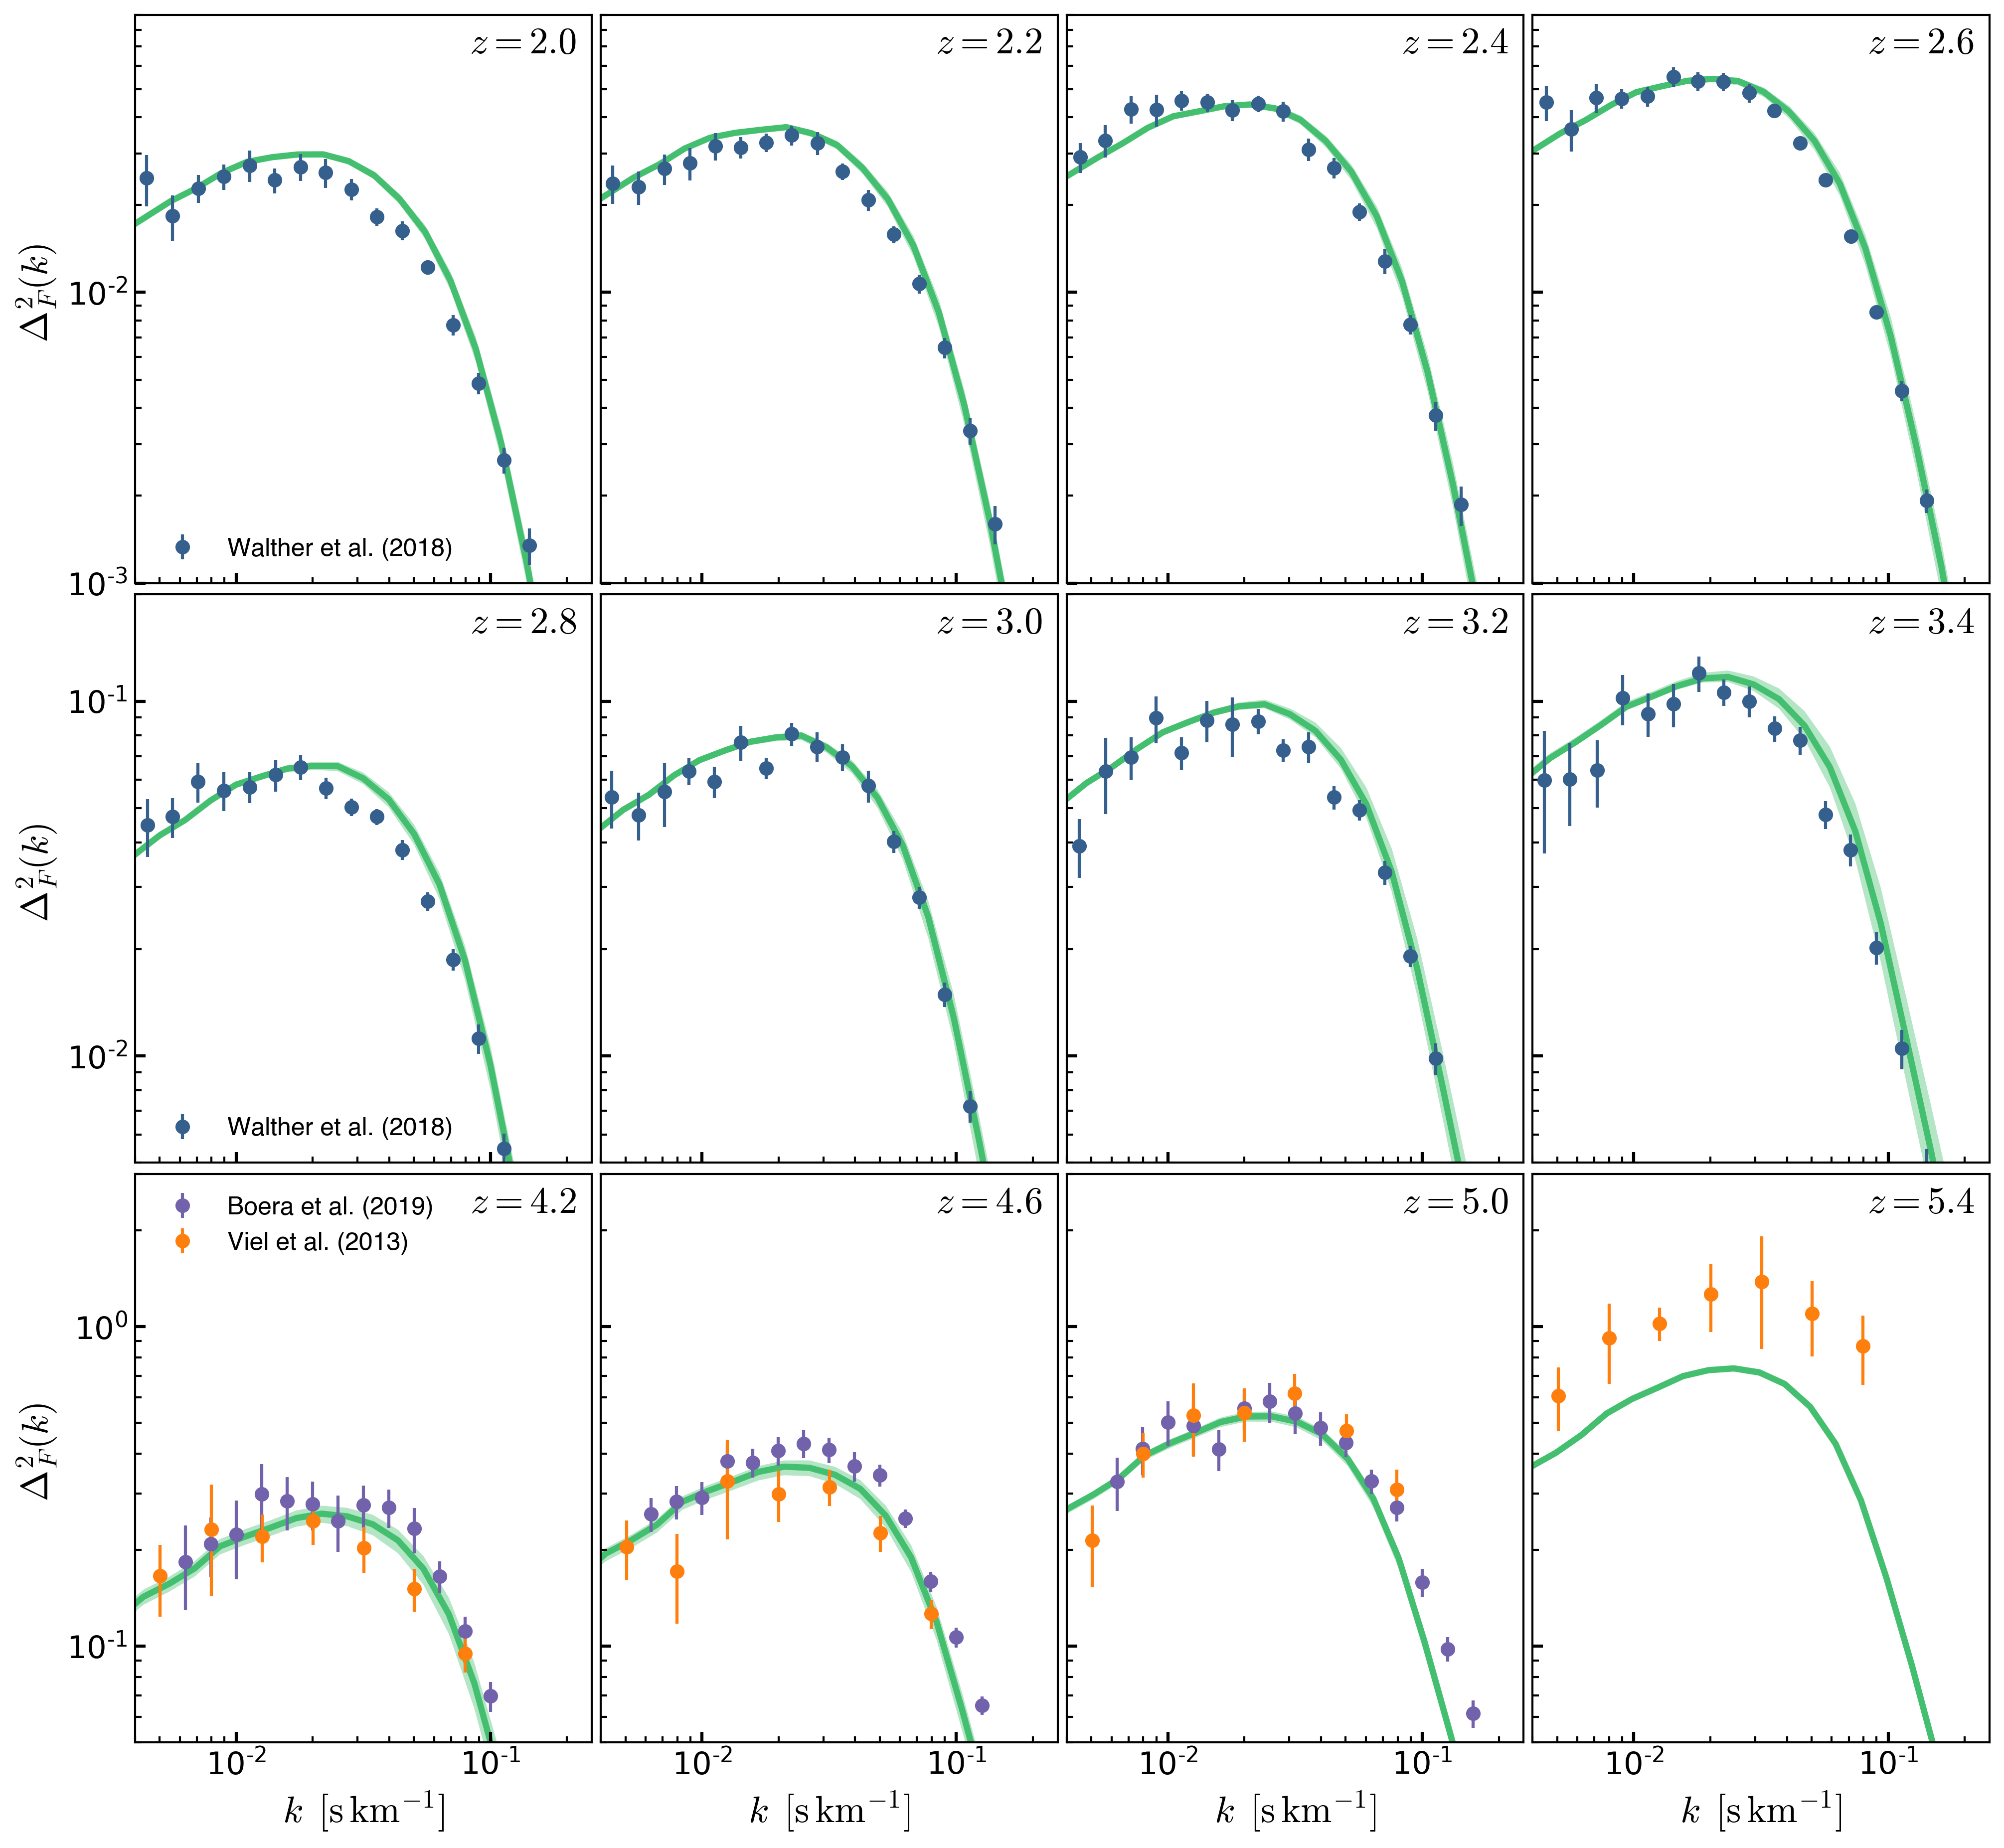 z = 2.0
z = 2.2
z = 2.4
z = 2.6
Δ²_F(k)
10⁻²
Walther et al. (2018)
10⁻³
z = 2.8
z = 3.0
z = 3.2
z = 3.4
10⁻¹
Δ²_F(k)
10⁻²
Walther et al. (2018)
Boera et al. (2019)
z = 4.2
z = 4.6
z = 5.0
z = 5.4
Viel et al. (2013)
10⁰
Δ²_F(k)
10⁻¹
10⁻² 10⁻¹ 10⁻² 10⁻¹ 10⁻² 10⁻¹ 10⁻² 10⁻¹
k [s km⁻¹] k [s km⁻¹] k [s km⁻¹] k [s km⁻¹]